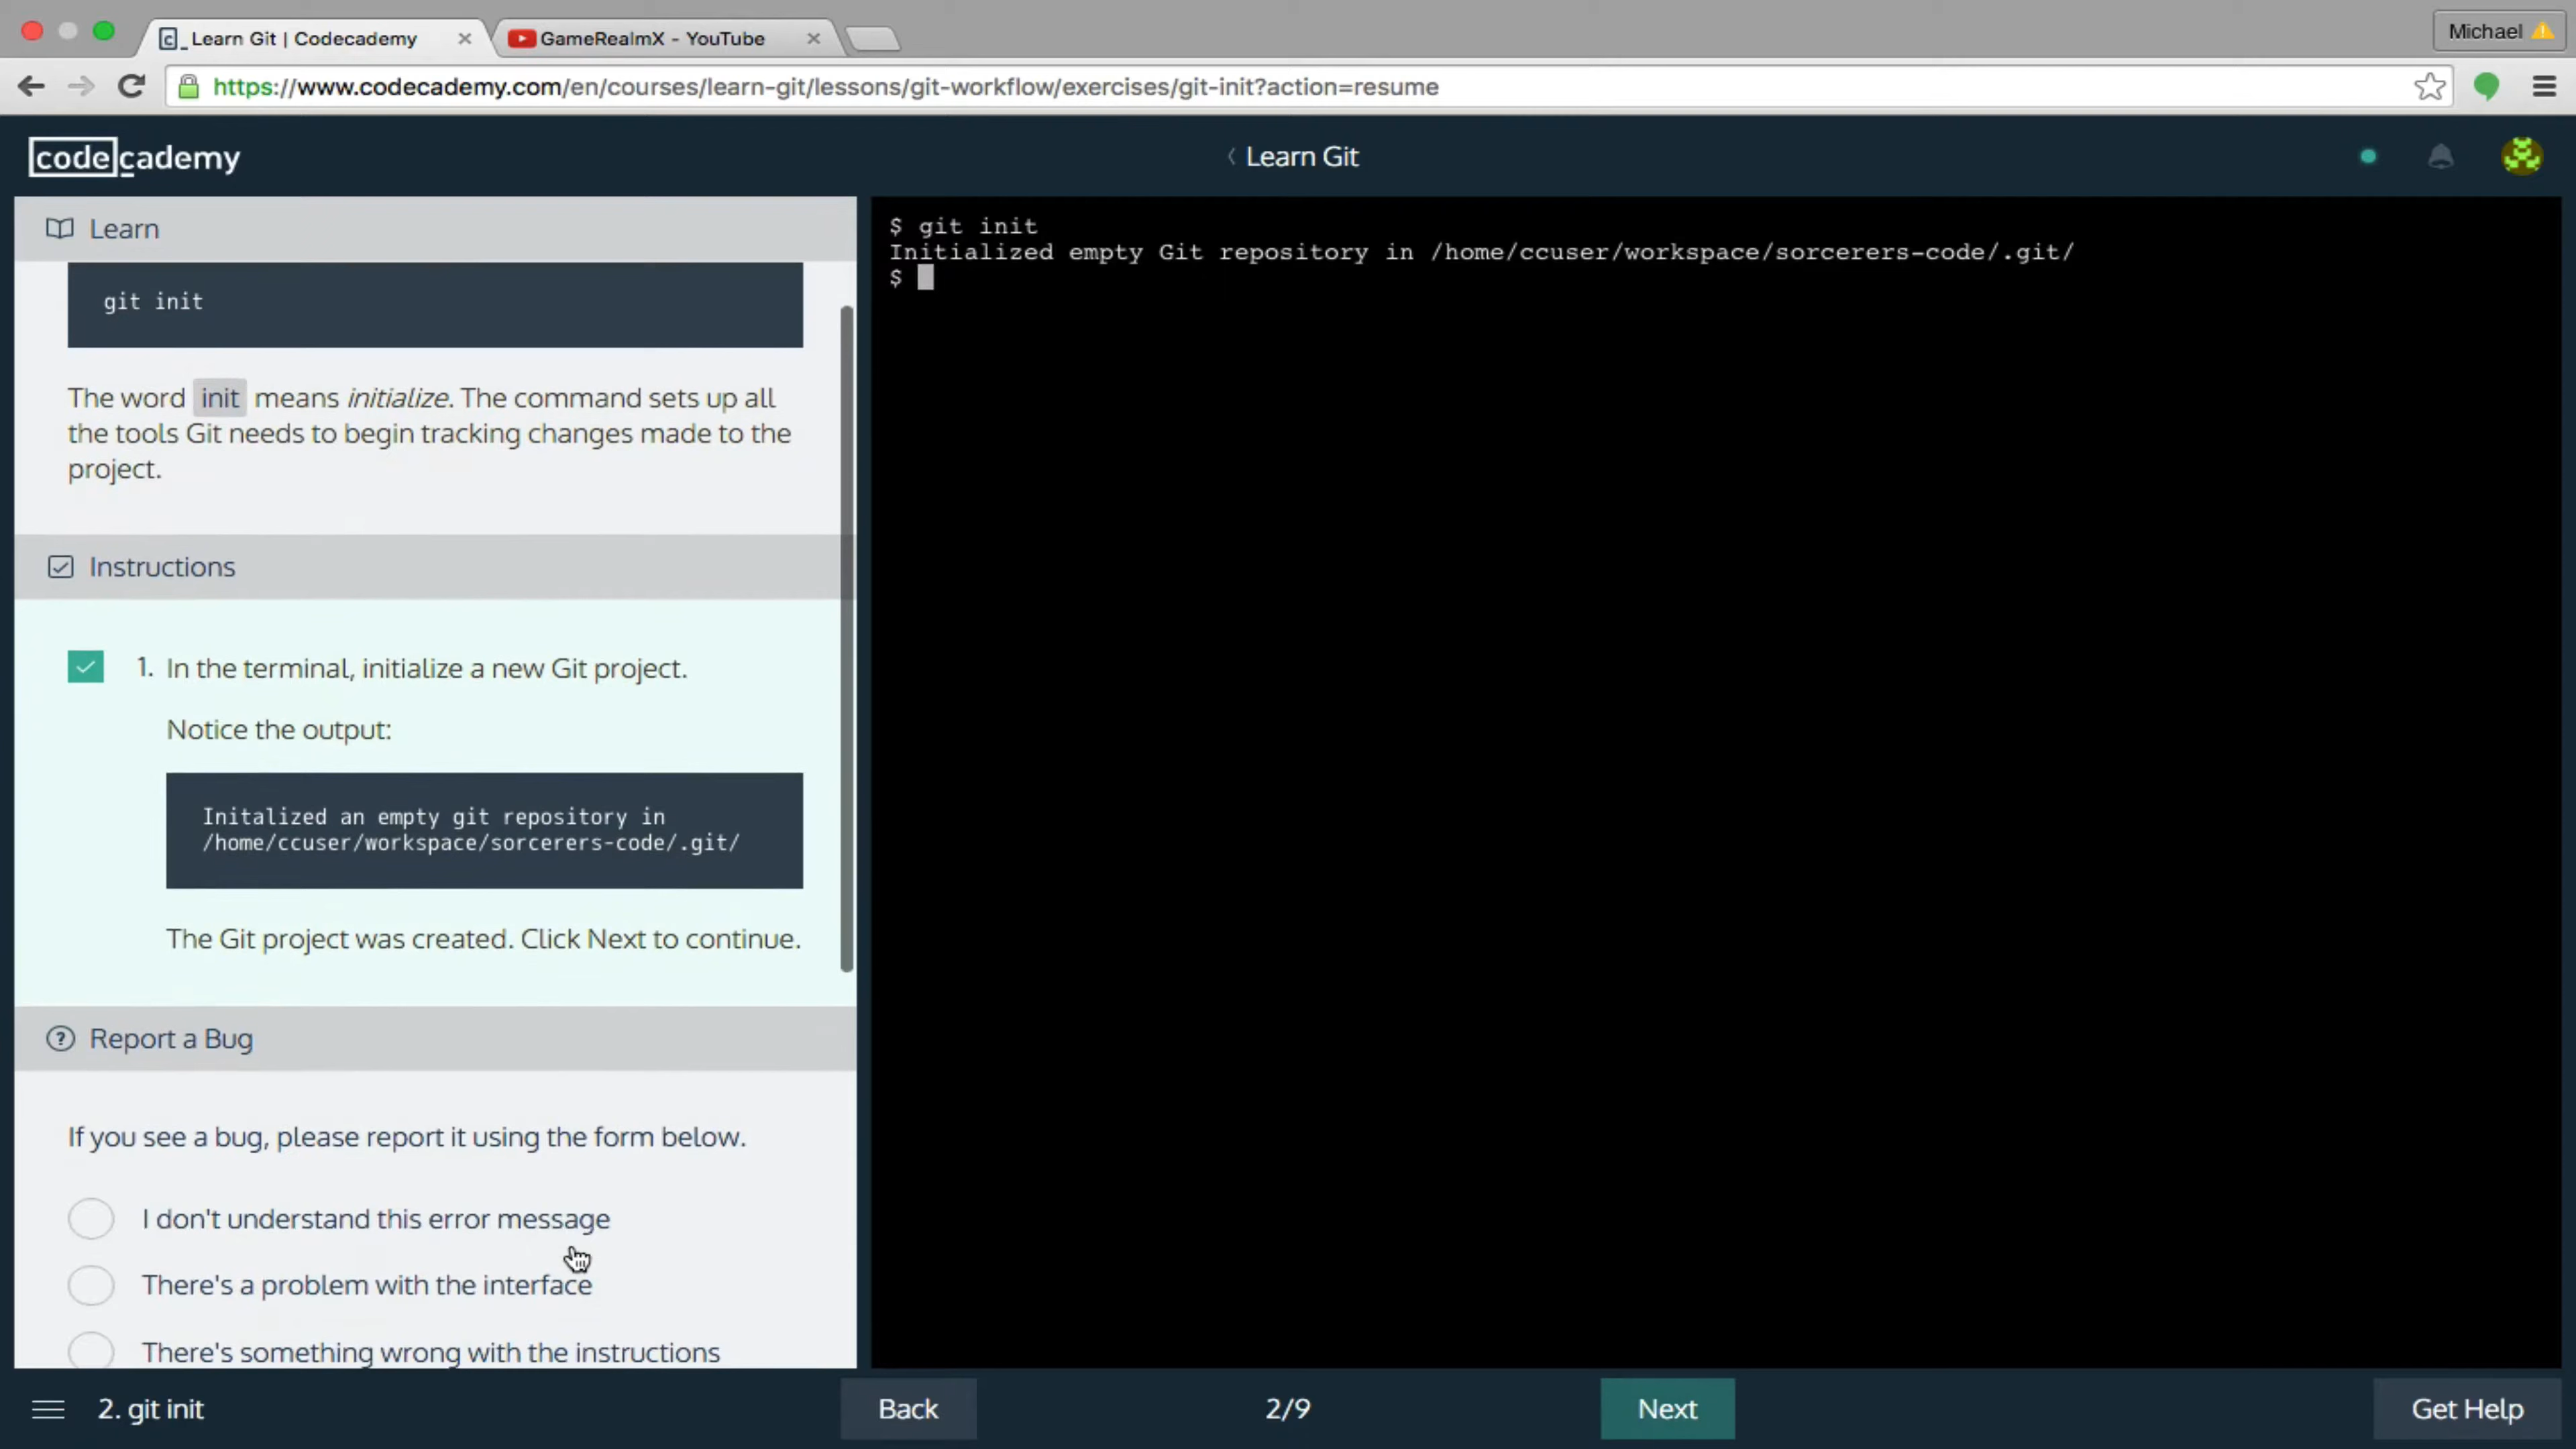 Learn Git | Codecademy
GameRealmX - YouTube
Michael
https://www.codecademy.com/en/courses/learn-git/lessons/git-workflow/exercises/git-init?action=resume
codecademy
Learn Git
Learn
git init
The word init means initialize. The command sets up all
the tools Git needs to begin tracking changes made to the
project.
Instructions
1. In the terminal, initialize a new Git project.
Notice the output:
Initalized an empty git repository in
/home/ccuser/workspace/sorcerers-code/.git/
The Git project was created. Click Next to continue.
Report a Bug
If you see a bug, please report it using the form below.
I don't understand this error message
There's a problem with the interface
There's something wrong with the instructions
$ git init
Initialized empty Git repository in /home/ccuser/workspace/sorcerers-code/.git/
$
2. git init
Back
2/9
Next
Get Help